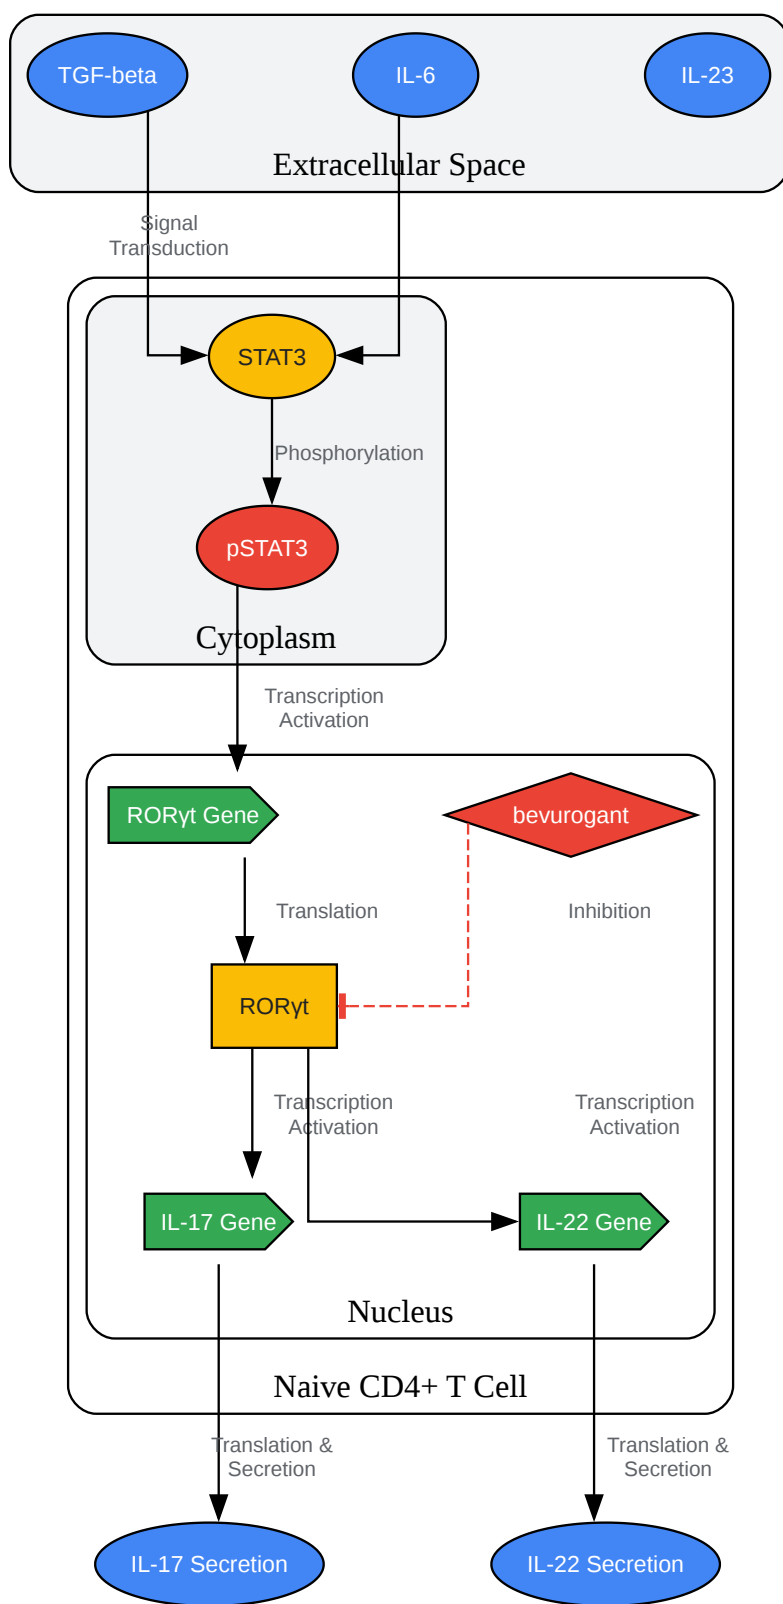 TGF-beta
IL-6
IL-23
Extracellular Space
Signal
Transduction
STAT3
Phosphorylation
pSTAT3
Cytoplasm
Transcription
Activation
RORγt Gene
bevurogant
Translation
Inhibition
RORγt
Transcription
Activation
Transcription
Activation
IL-17 Gene
IL-22 Gene
Nucleus
Naive CD4+ T Cell
Translation &
Secretion
Translation &
Secretion
IL-17 Secretion
IL-22 Secretion